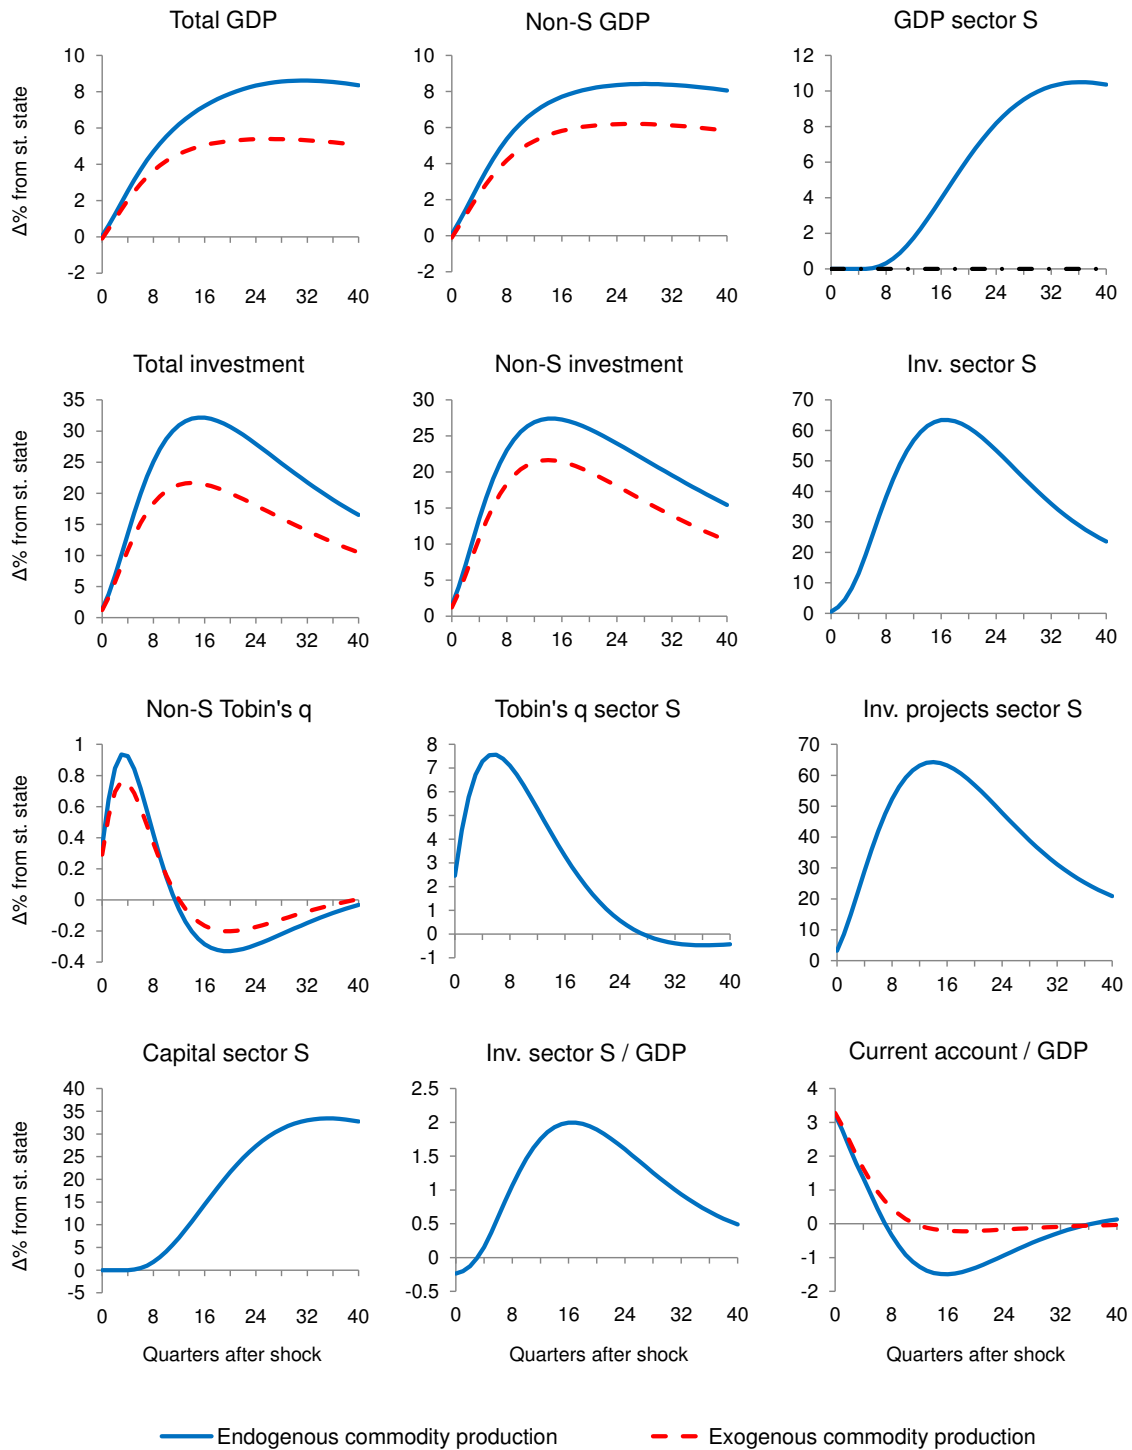 Total GDP
Non-S GDP
GDP sector S
Δ% from st. state
10
8
6
4
2
0
-2
0 8 16 24 32 40
10
8
6
4
2
0
-2
0 8 16 24 32 40
12
10
8
6
4
2
0
0 8 16 24 32 40
Total investment
Non-S investment
Inv. sector S
Δ% from st. state
35
30
25
20
15
10
5
0
0 8 16 24 32 40
30
25
20
15
10
5
0
0 8 16 24 32 40
70
60
50
40
30
20
10
0
0 8 16 24 32 40
Non-S Tobin's q
Tobin's q sector S
Inv. projects sector S
Δ% from st. state
1
0.8
0.6
0.4
0.2
0
-0.2
-0.4
0 8 16 24 32 40
8
7
6
5
4
3
2
1
0
-1
0 8 16 24 32 40
70
60
50
40
30
20
10
0
0 8 16 24 32 40
Capital sector S
Inv. sector S / GDP
Current account / GDP
Δ% from st. state
40
35
30
25
20
15
10
5
0
-5
0 8 16 24 32 40
2.5
2
1.5
1
0.5
0
-0.5
0 8 16 24 32 40
4
3
2
1
0
-1
-2
0 8 16 24 32 40
Quarters after shock
Quarters after shock
Quarters after shock
Endogenous commodity production
Exogenous commodity production